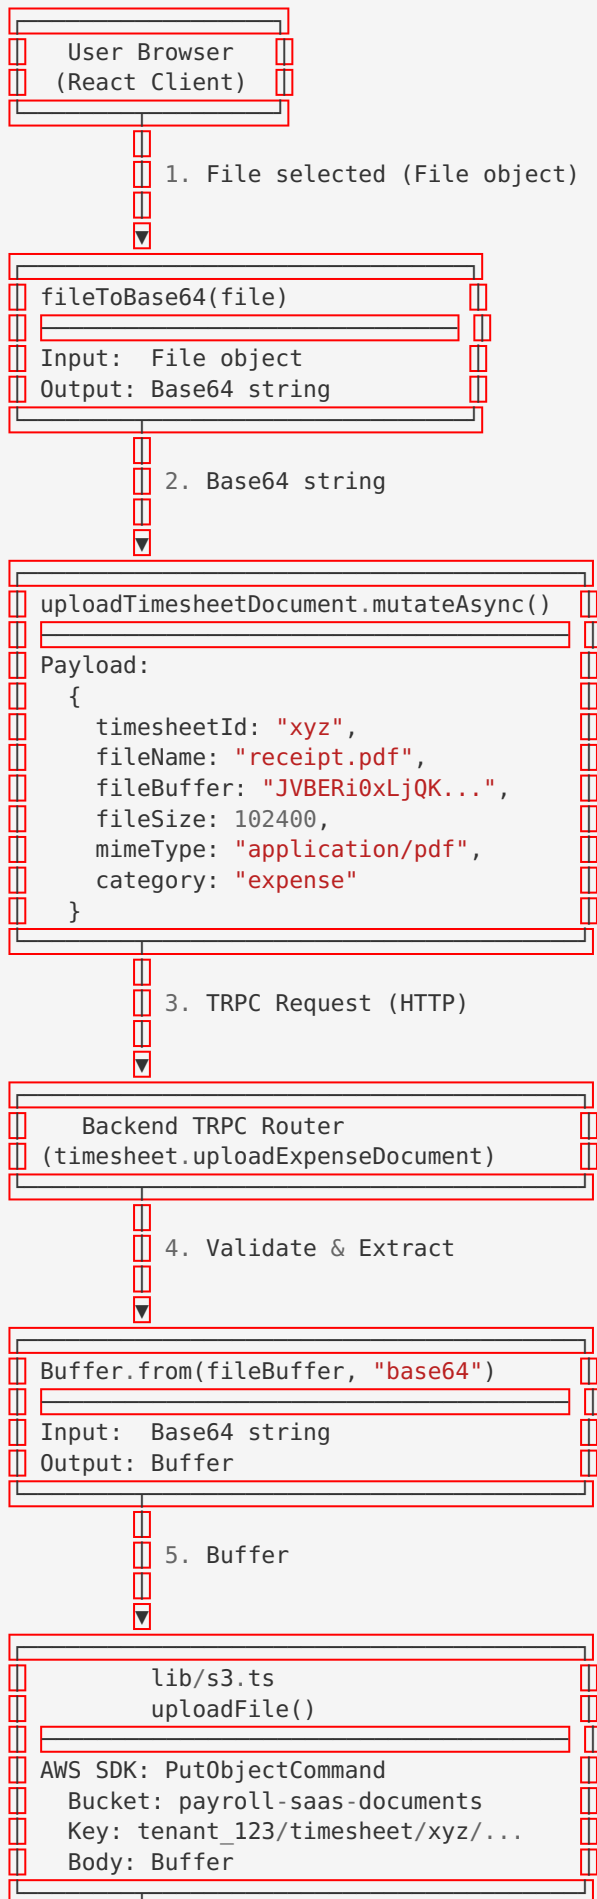 User Browser
(React Client)
1. File selected (File object)
▼
fileToBase64(file)
Input:  File object
Output: Base64 string
2. Base64 string
▼
uploadTimesheetDocument.mutateAsync()
Payload:
{
timesheetId: "xyz",
fileName: "receipt.pdf",
fileBuffer: "JVBERi0xLjQK...",
fileSize: 102400,
mimeType: "application/pdf",
category: "expense"
}
3. TRPC Request (HTTP)
▼
Backend TRPC Router
(timesheet.uploadExpenseDocument)
4. Validate & Extract
▼
Buffer.from(fileBuffer, "base64")
Input:  Base64 string
Output: Buffer
5. Buffer
▼
lib/s3.ts
uploadFile()
AWS SDK: PutObjectCommand
Bucket: payroll-saas-documents
Key: tenant_123/timesheet/xyz/...
Body: Buffer